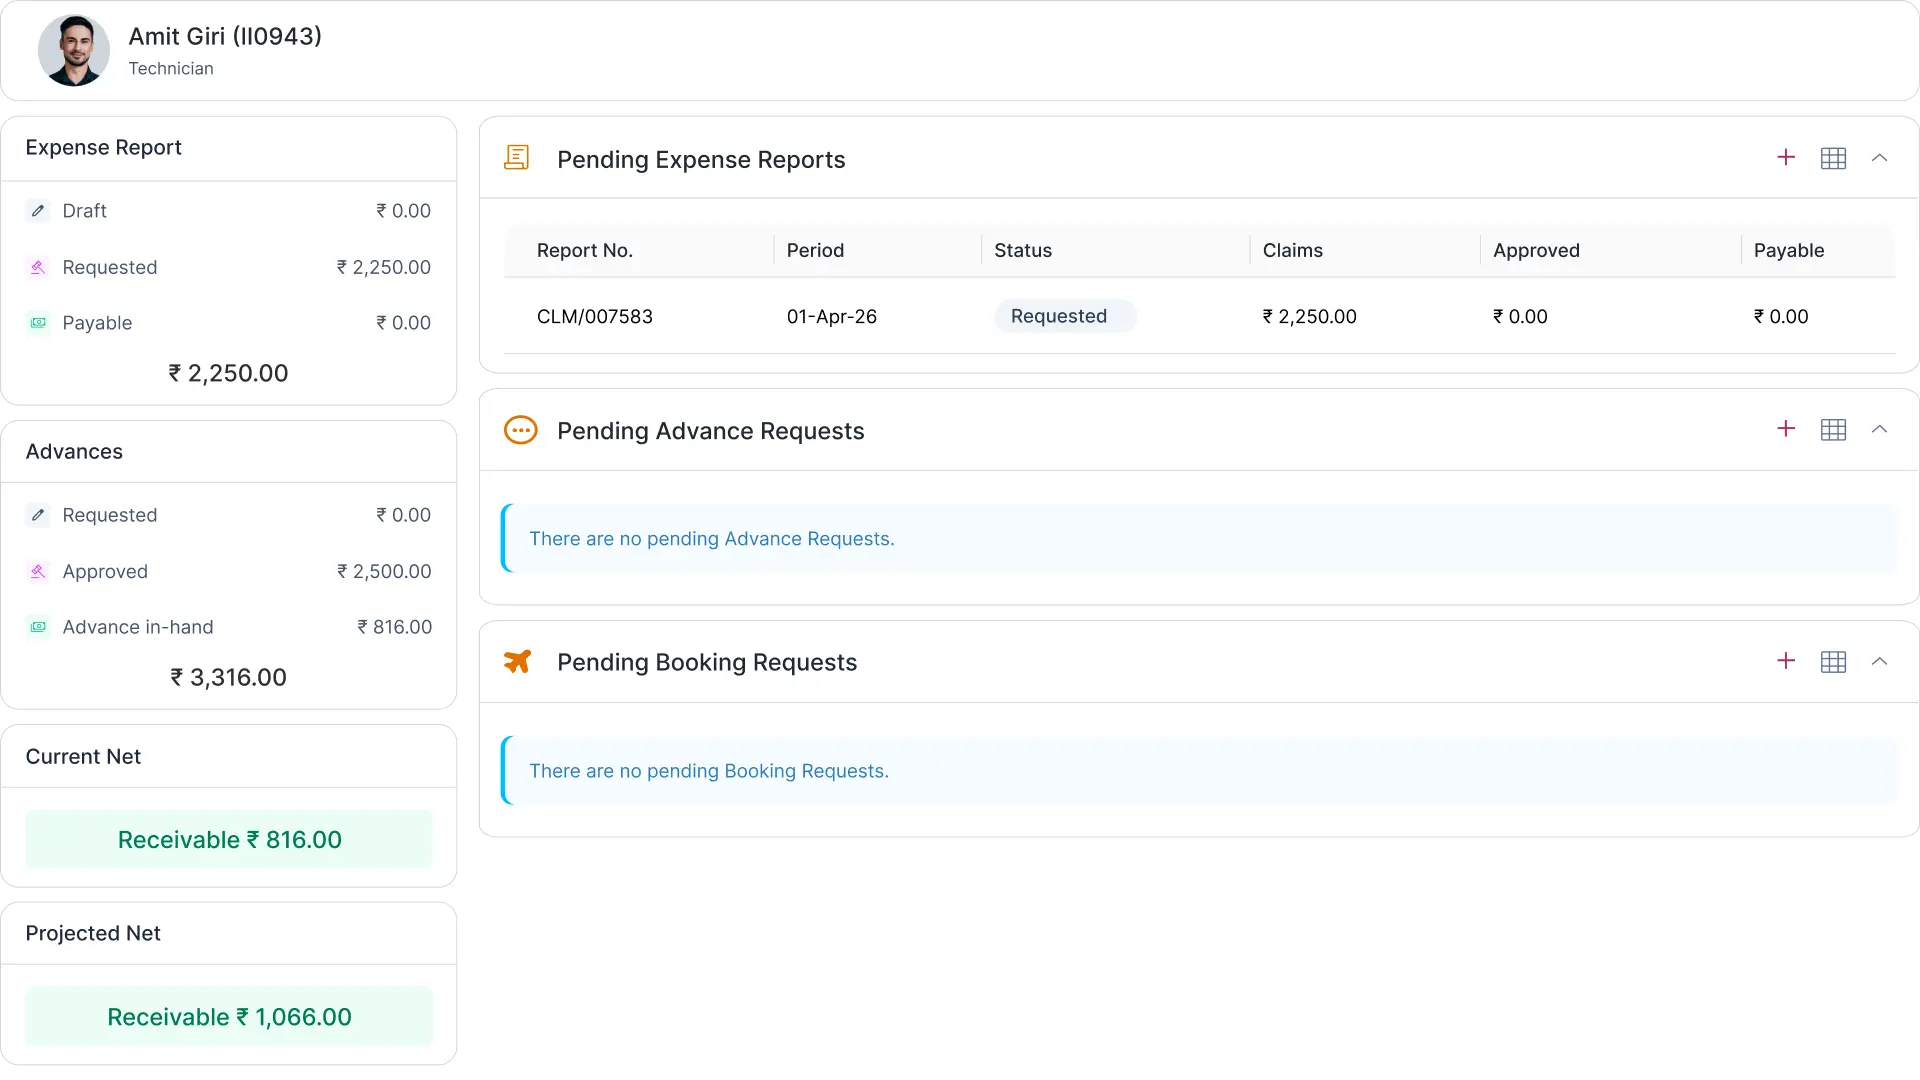 Amit Giri (II0943)
Technician
Expense Report
Draft ₹ 0.00
Requested ₹ 2,250.00
Payable ₹ 0.00
₹ 2,250.00
Advances
Requested ₹ 0.00
Approved ₹ 2,500.00
Advance in-hand ₹ 816.00
₹ 3,316.00
Current Net
Receivable ₹ 816.00
Projected Net
Receivable ₹ 1,066.00
Pending Expense Reports
Report No. Period Status Claims Approved Payable
CLM/007583 01-Apr-26 Requested ₹ 2,250.00 ₹ 0.00 ₹ 0.00
Pending Advance Requests
There are no pending Advance Requests.
Pending Booking Requests
There are no pending Booking Requests.